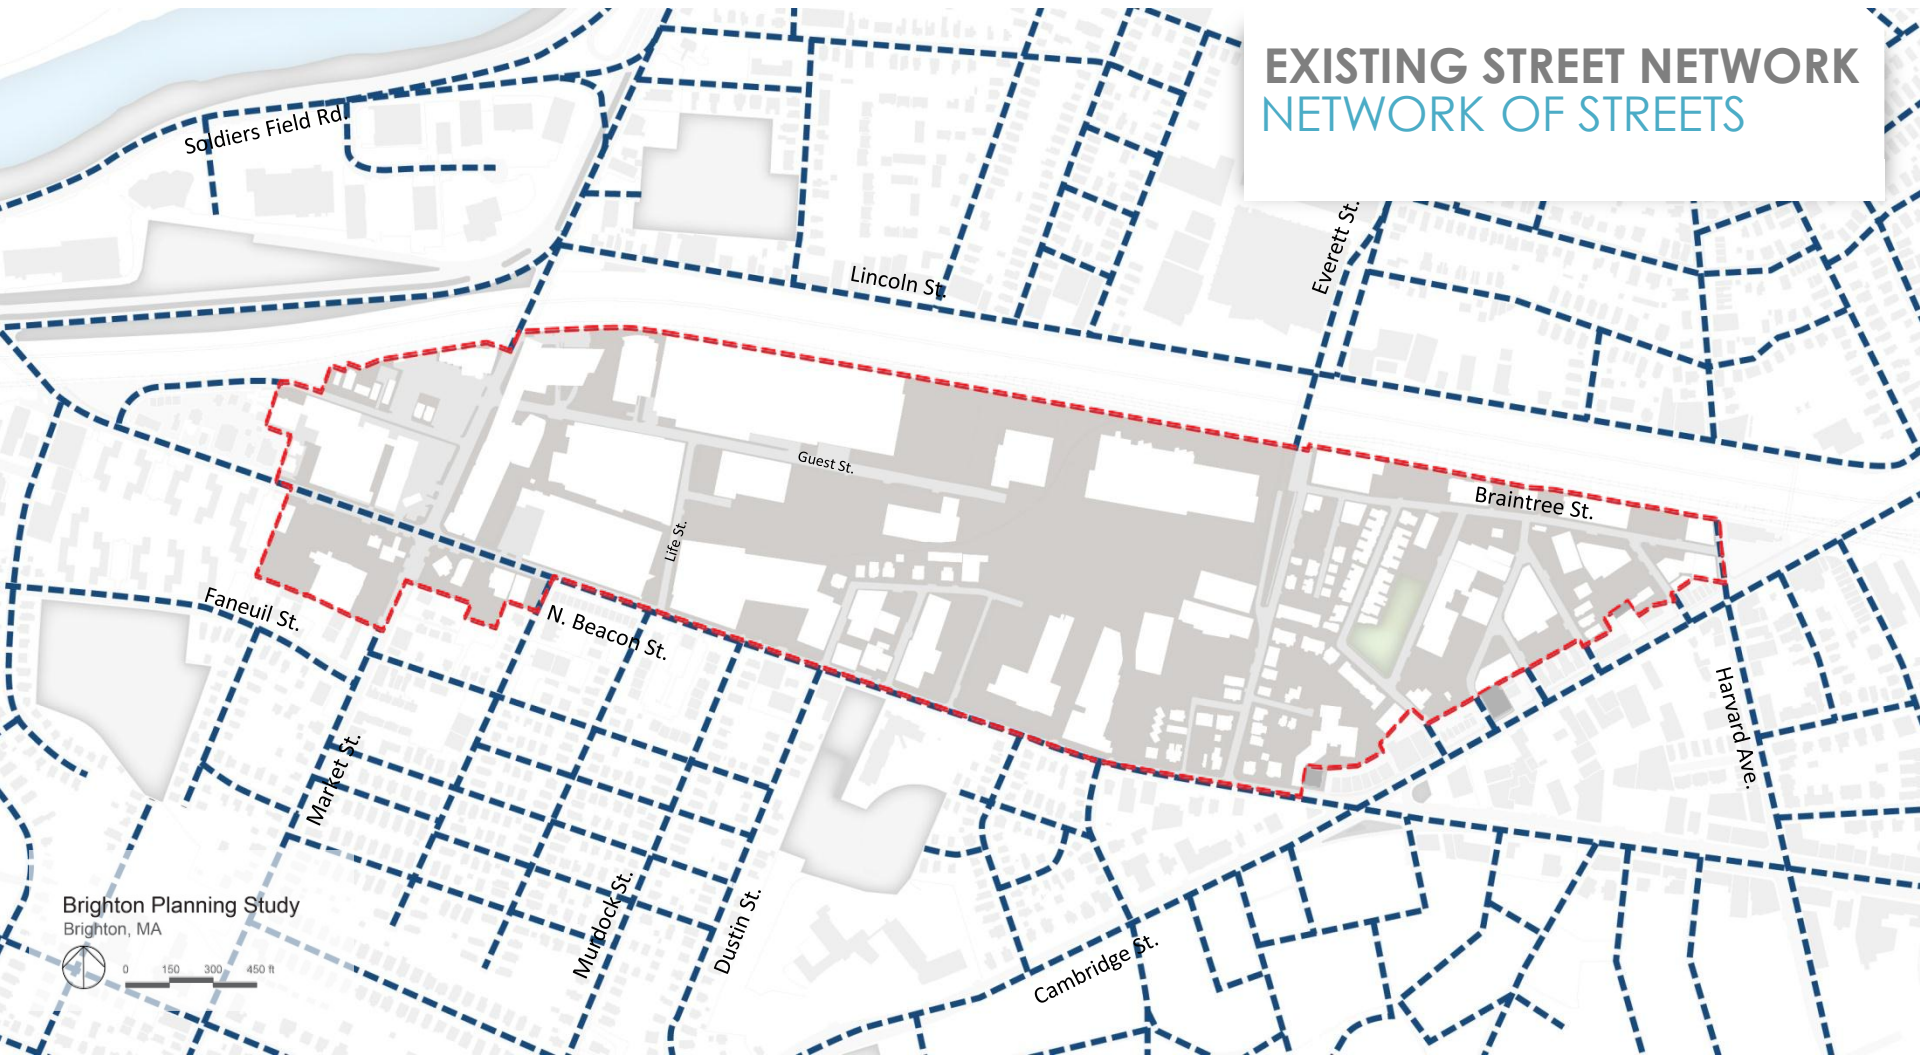 EXISTING STREET NETWORK
NETWORK OF STREETS
Soldiers Field Rd.
Everett St.
Lincoln St.
Guest St.
Braintree St.
Life St.
Faneuil St.
N. Beacon St.
Harvard Ave.
Market St.
Murdock St.
Dustin St.
Cambridge St.
Brighton Planning Study
Brighton, MA
0 150 300 450 ft